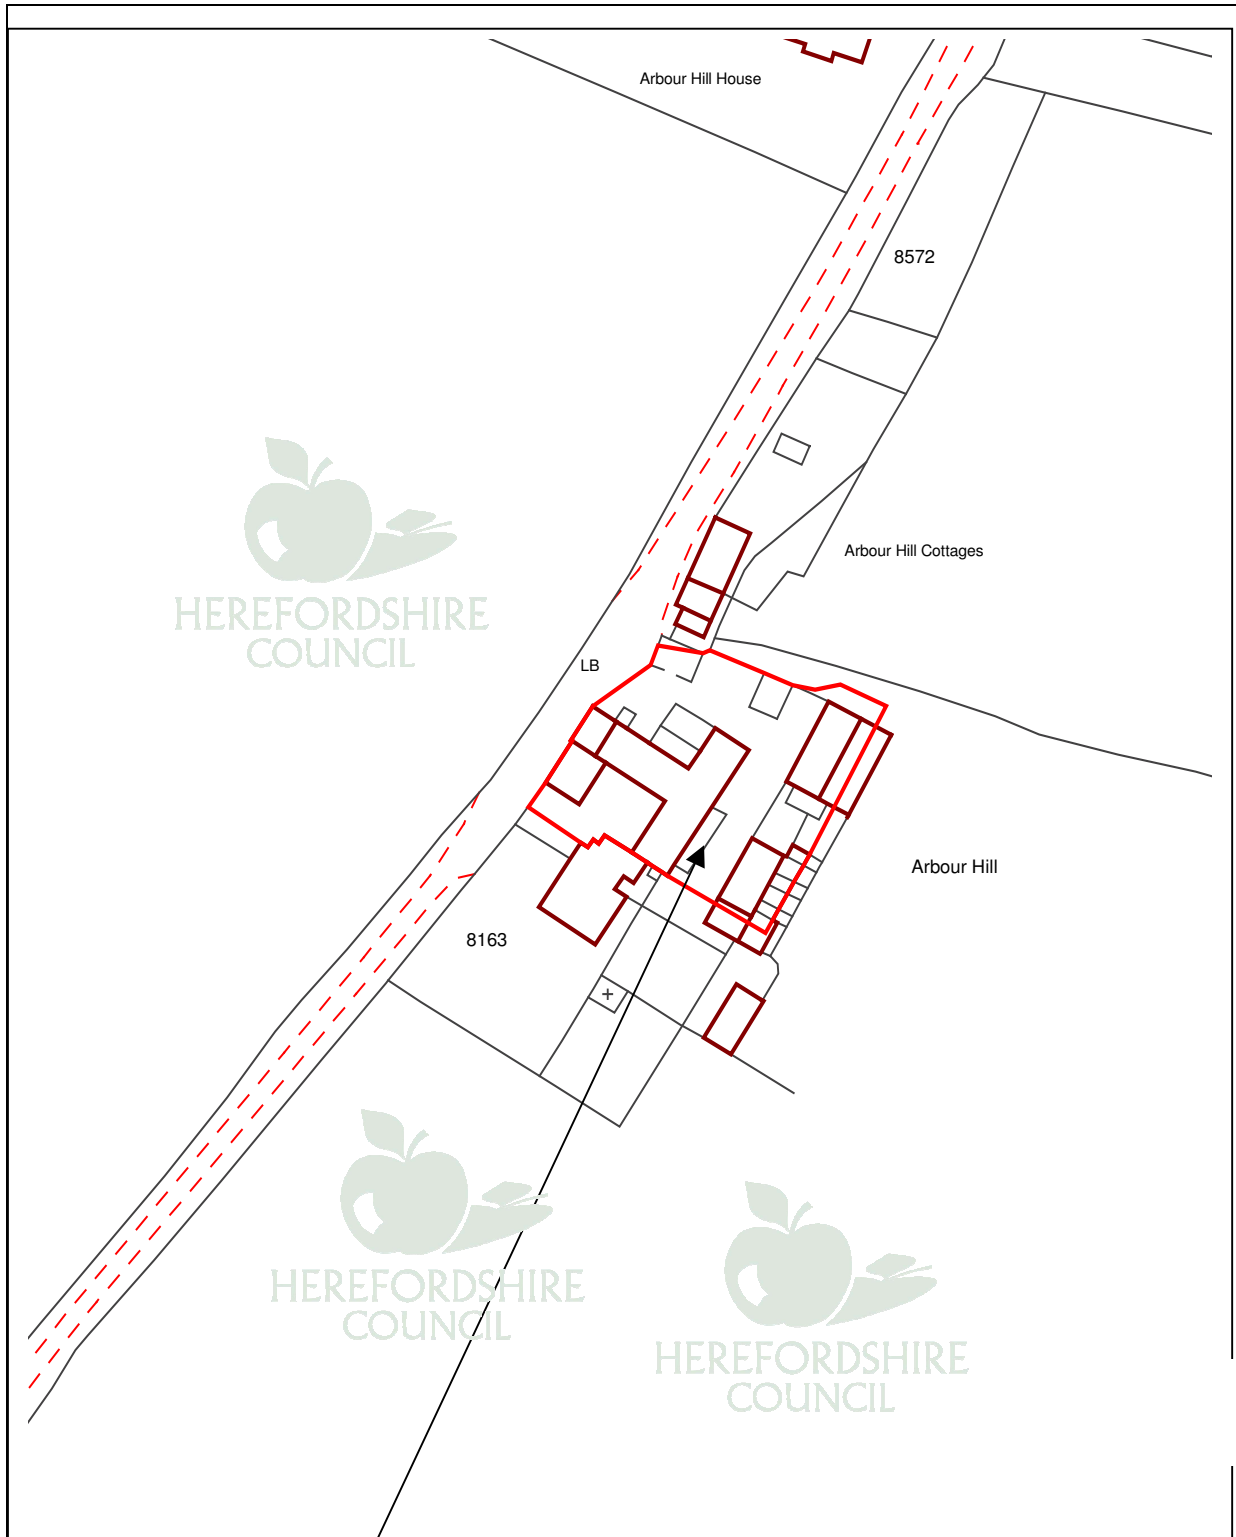 Arbour Hill House
8572
HEREFORDSHIRE
COUNCIL
Arbour Hill Cottages
LB
Arbour Hill
8163
HEREFORDSHIRE
COUNCIL
HEREFORDSHIRE
COUNCIL